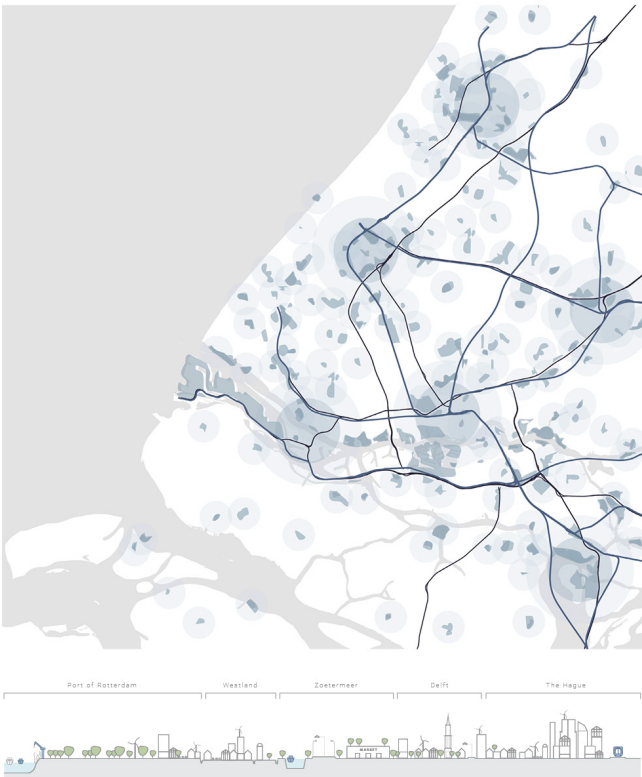 Port of Rotterdam
Westland
Zoetermeer
Delft
The Hague
MARKET